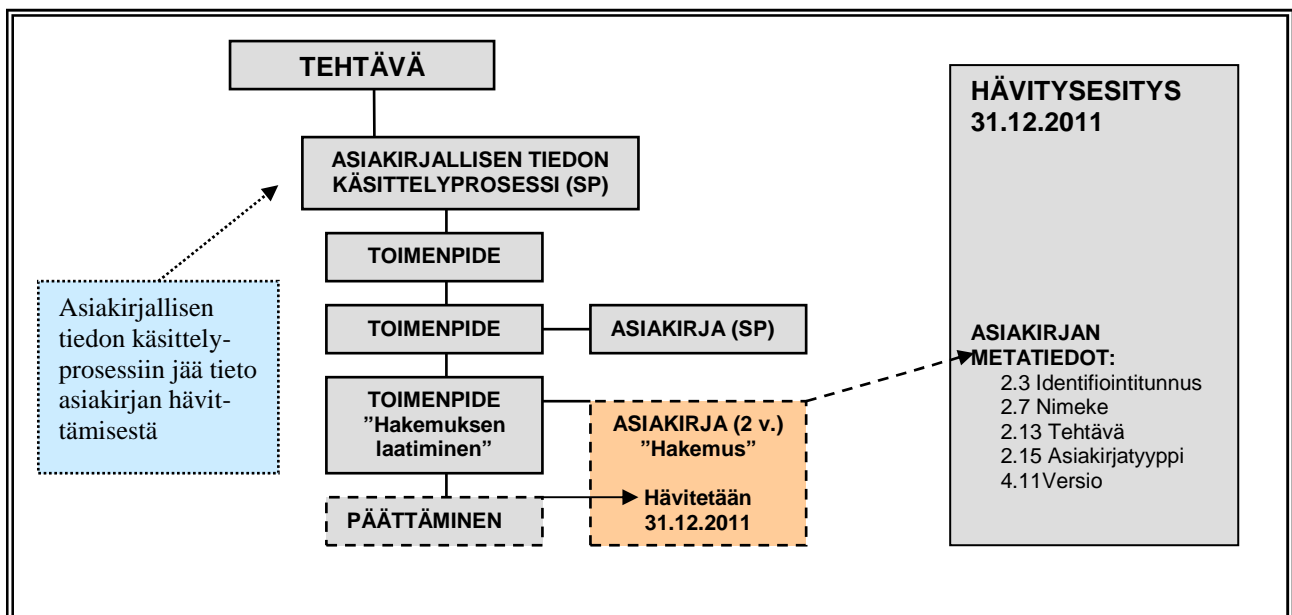 TEHTÄVÄ
ASIAKIRJALLISEN TIEDON
KÄSITTELYPROSESSI (SP)
TOIMENPIDE
TOIMENPIDE
ASIAKIRJA (SP)
TOIMENPIDE
”Hakemuksen
laatiminen”
ASIAKIRJA (2 v.)
”Hakemus”
Hävitetään
31.12.2011
PÄÄTTÄMINEN
Asiakirjallisen
tiedon käsittely-
prosessiin jää tieto
asiakirjan hävit-
tämisestä
HÄVITYSESITYS
31.12.2011
ASIAKIRJAN
METATIEDOT:
2.3 Identifiointitunnus
2.7 Nimeke
2.13 Tehtävä
2.15 Asiakirjatyyppi
4.11Versio